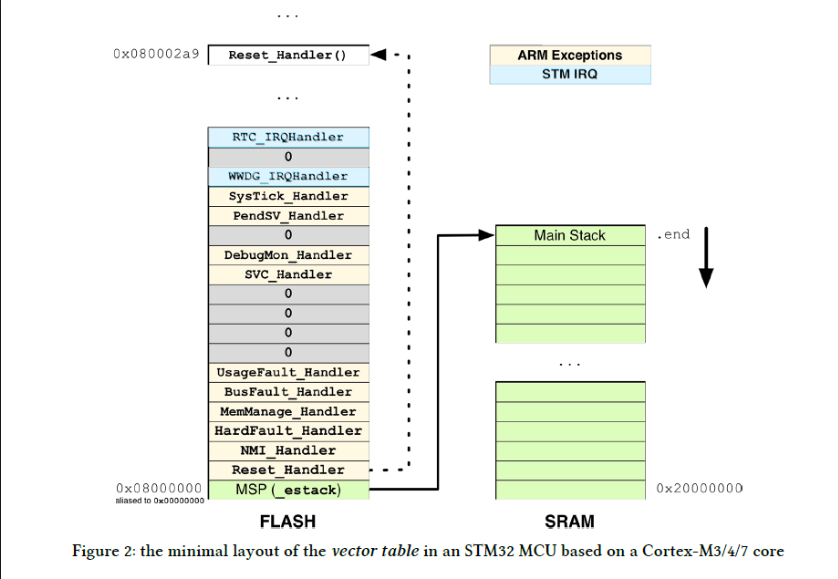 ...
0x080002a9
Reset_Handler()
ARM Exceptions
STM IRQ
...
RTC_IRQHandler
0
WWDG_IRQHandler
SysTick_Handler
PendSV_Handler
0
DebugMon_Handler
SVC_Handler
0
0
0
0
UsageFault_Handler
BusFault_Handler
MemManage_Handler
HardFault_Handler
NMI_Handler
Reset_Handler
0x08000000
aliased to 0x00000000
MSP (_estack)
FLASH
Main Stack
.end
...
0x20000000
SRAM
Figure 2: the minimal layout of the vector table in an STM32 MCU based on a Cortex-M3/4/7 core